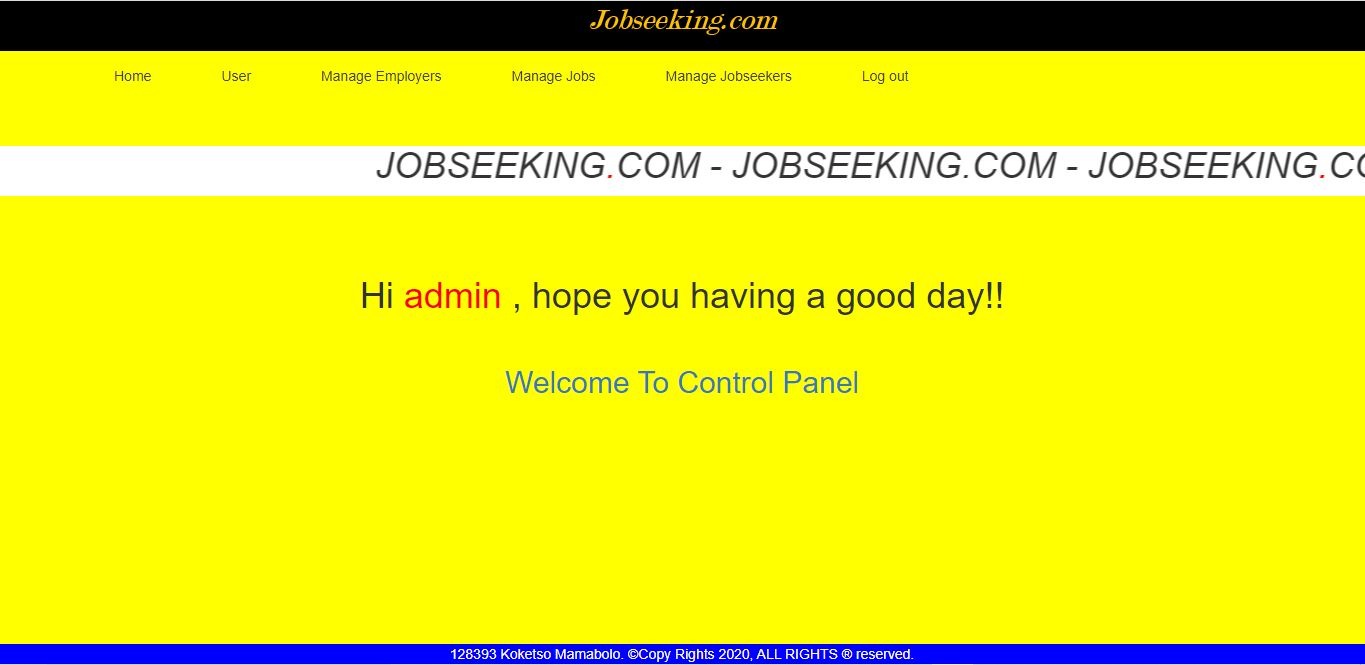 Jobseeking.com
Home User Manage Employers Manage Jobs Manage Jobseekers Log out
JOBSEEKING.COM - JOBSEEKING.COM - JOBSEEKING.CO
Hi admin , hope you having a good day!!
Welcome To Control Panel
128393 Koketso Mamabolo. ©Copy Rights 2020, ALL RIGHTS ® reserved.